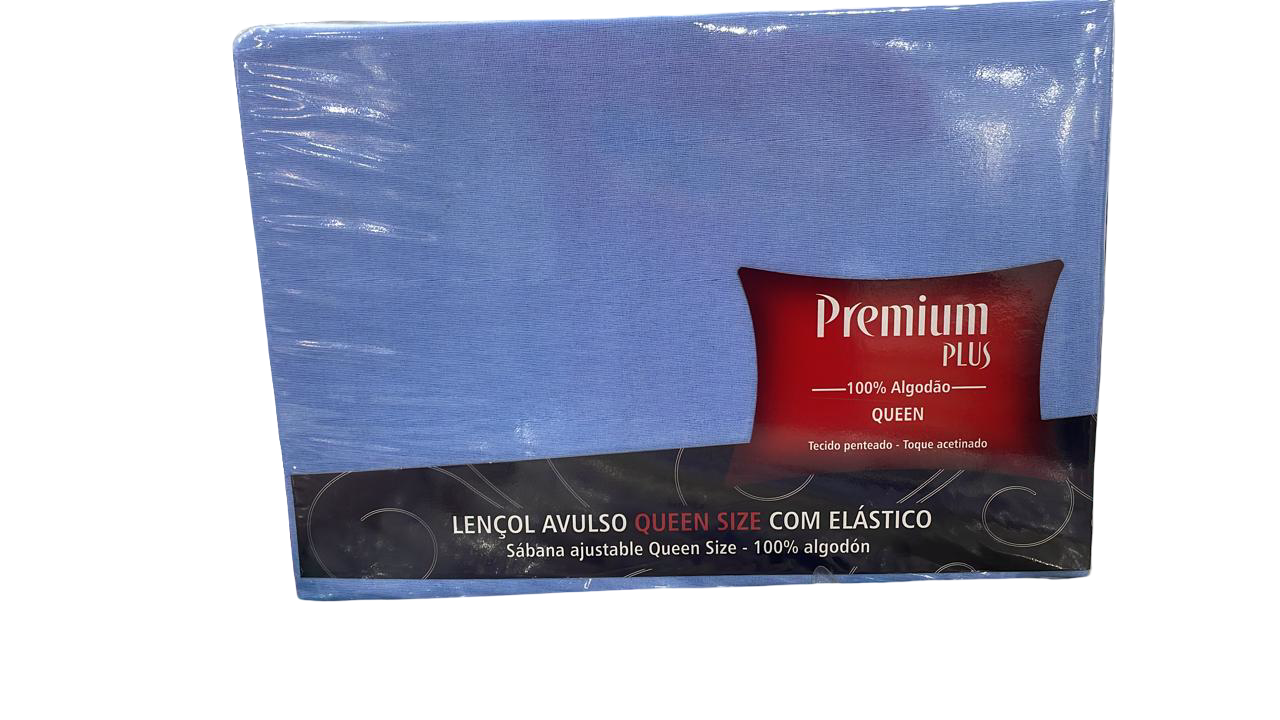 Premium
PLUS
100% Algodão
QUEEN
Tecido penteado - Toque acetinado
LENÇOL AVULSO QUEEN SIZE COM ELÁSTICO
Sábana ajustable Queen Size - 100% algodón